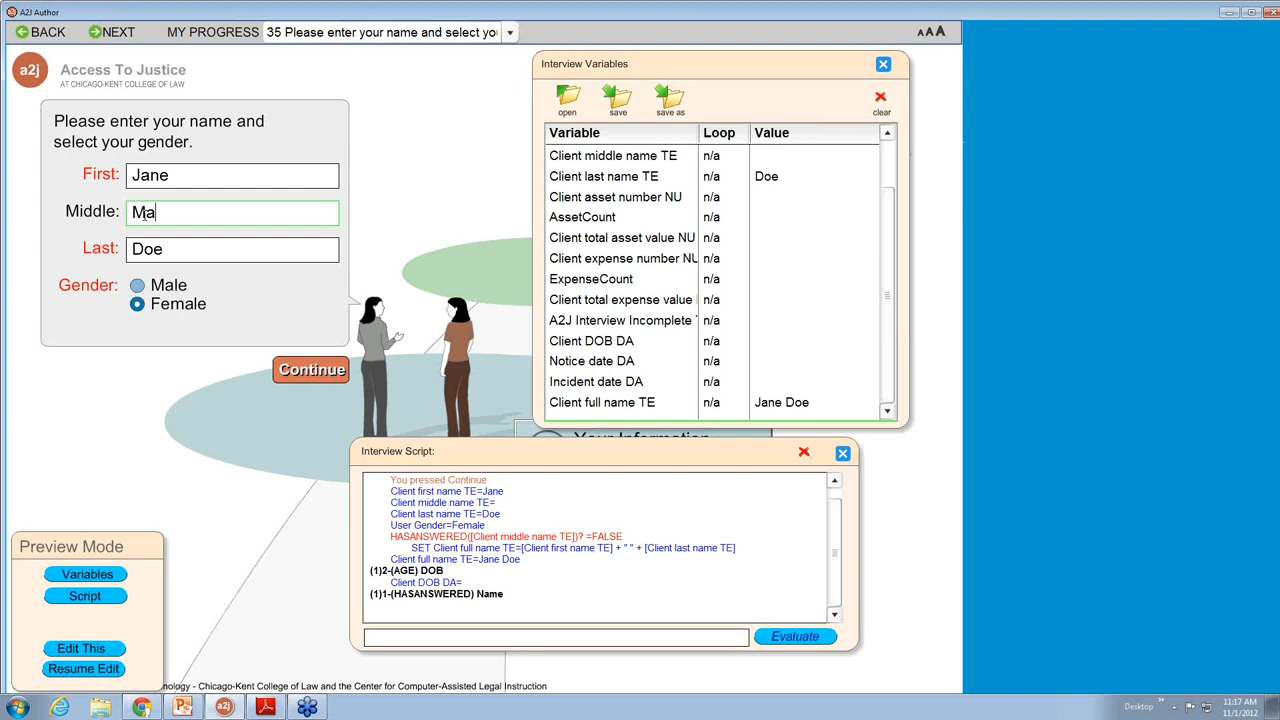 A2J Author
BACK NEXT MY PROGRESS 35 Please enter your name and select yo AAA
a2j Access To Justice
AT CHICAGO-KENT COLLEGE OF LAW
Please enter your name and
select your gender.
First: Jane
Middle: Ma
Last: Doe
Gender: Male
Female
Continue
Interview Variables
open save save as clear
Variable Loop Value
Client middle name TE n/a
Client last name TE n/a Doe
Client asset number NU n/a
AssetCount n/a
Client total asset value NU n/a
Client expense number NU n/a
ExpenseCount n/a
Client total expense value n/a
A2J Interview Incomplete n/a
Client DOB DA n/a
Notice date DA n/a
Incident date DA n/a
Client full name TE n/a Jane Doe
Your Information
Interview Script:
You pressed Continue
Client first name TE=Jane
Client middle name TE=
Client last name TE=Doe
User Gender=Female
HASANSWERED([Client middle name TE])? =FALSE
SET Client full name TE=[Client first name TE] + " " + [Client last name TE]
Client full name TE=Jane Doe
(1)2-(AGE) DOB
Client DOB DA=
(1)1-(HASANSWERED) Name
Evaluate
Preview Mode
Variables
Script
Edit This
Resume Edit
nology - Chicago-Kent College of Law and the Center for Computer-Assisted Legal Instruction
a2j
Desktop
11:17 AM
11/1/2012